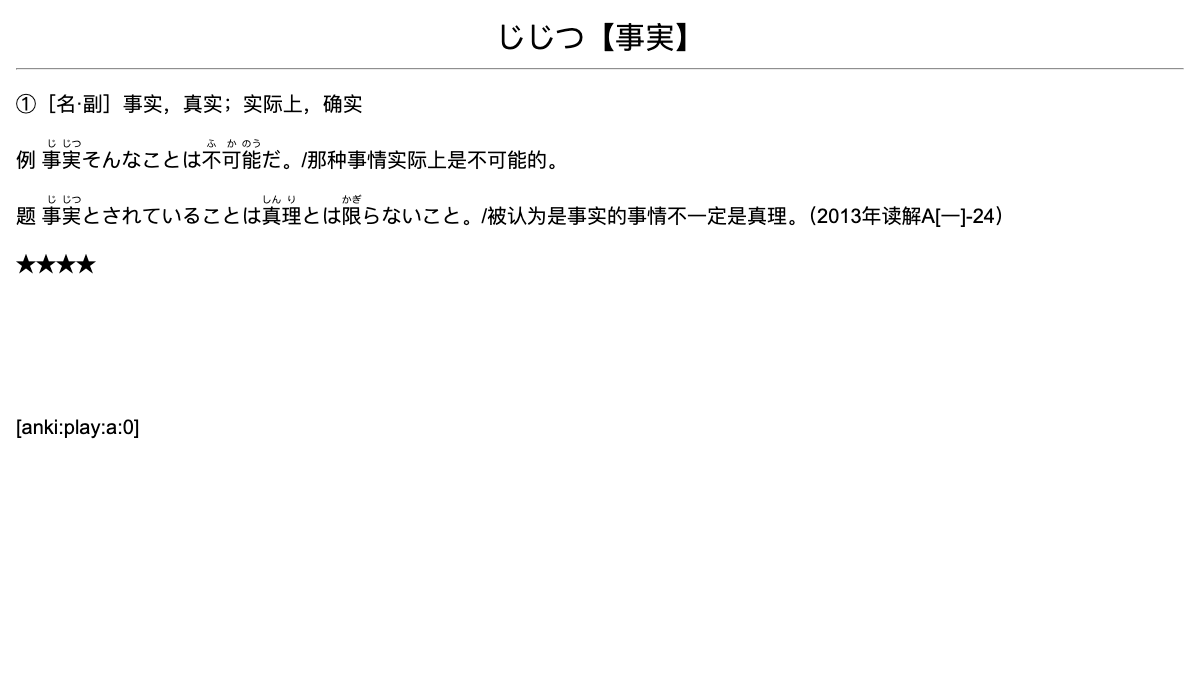 じじつ【事実】
①［名·副］事实，真实；实际上，确实
じ じつ ふ か のう
例 事実そんなことは不可能だ。/那种事情实际上是不可能的。
じ じつ しん り かぎ
题 事実とされていることは真理とは限らないこと。/被认为是事实的事情不一定是真理。（2013年读解A[一]-24）
★★★★
[anki:play:a:0]